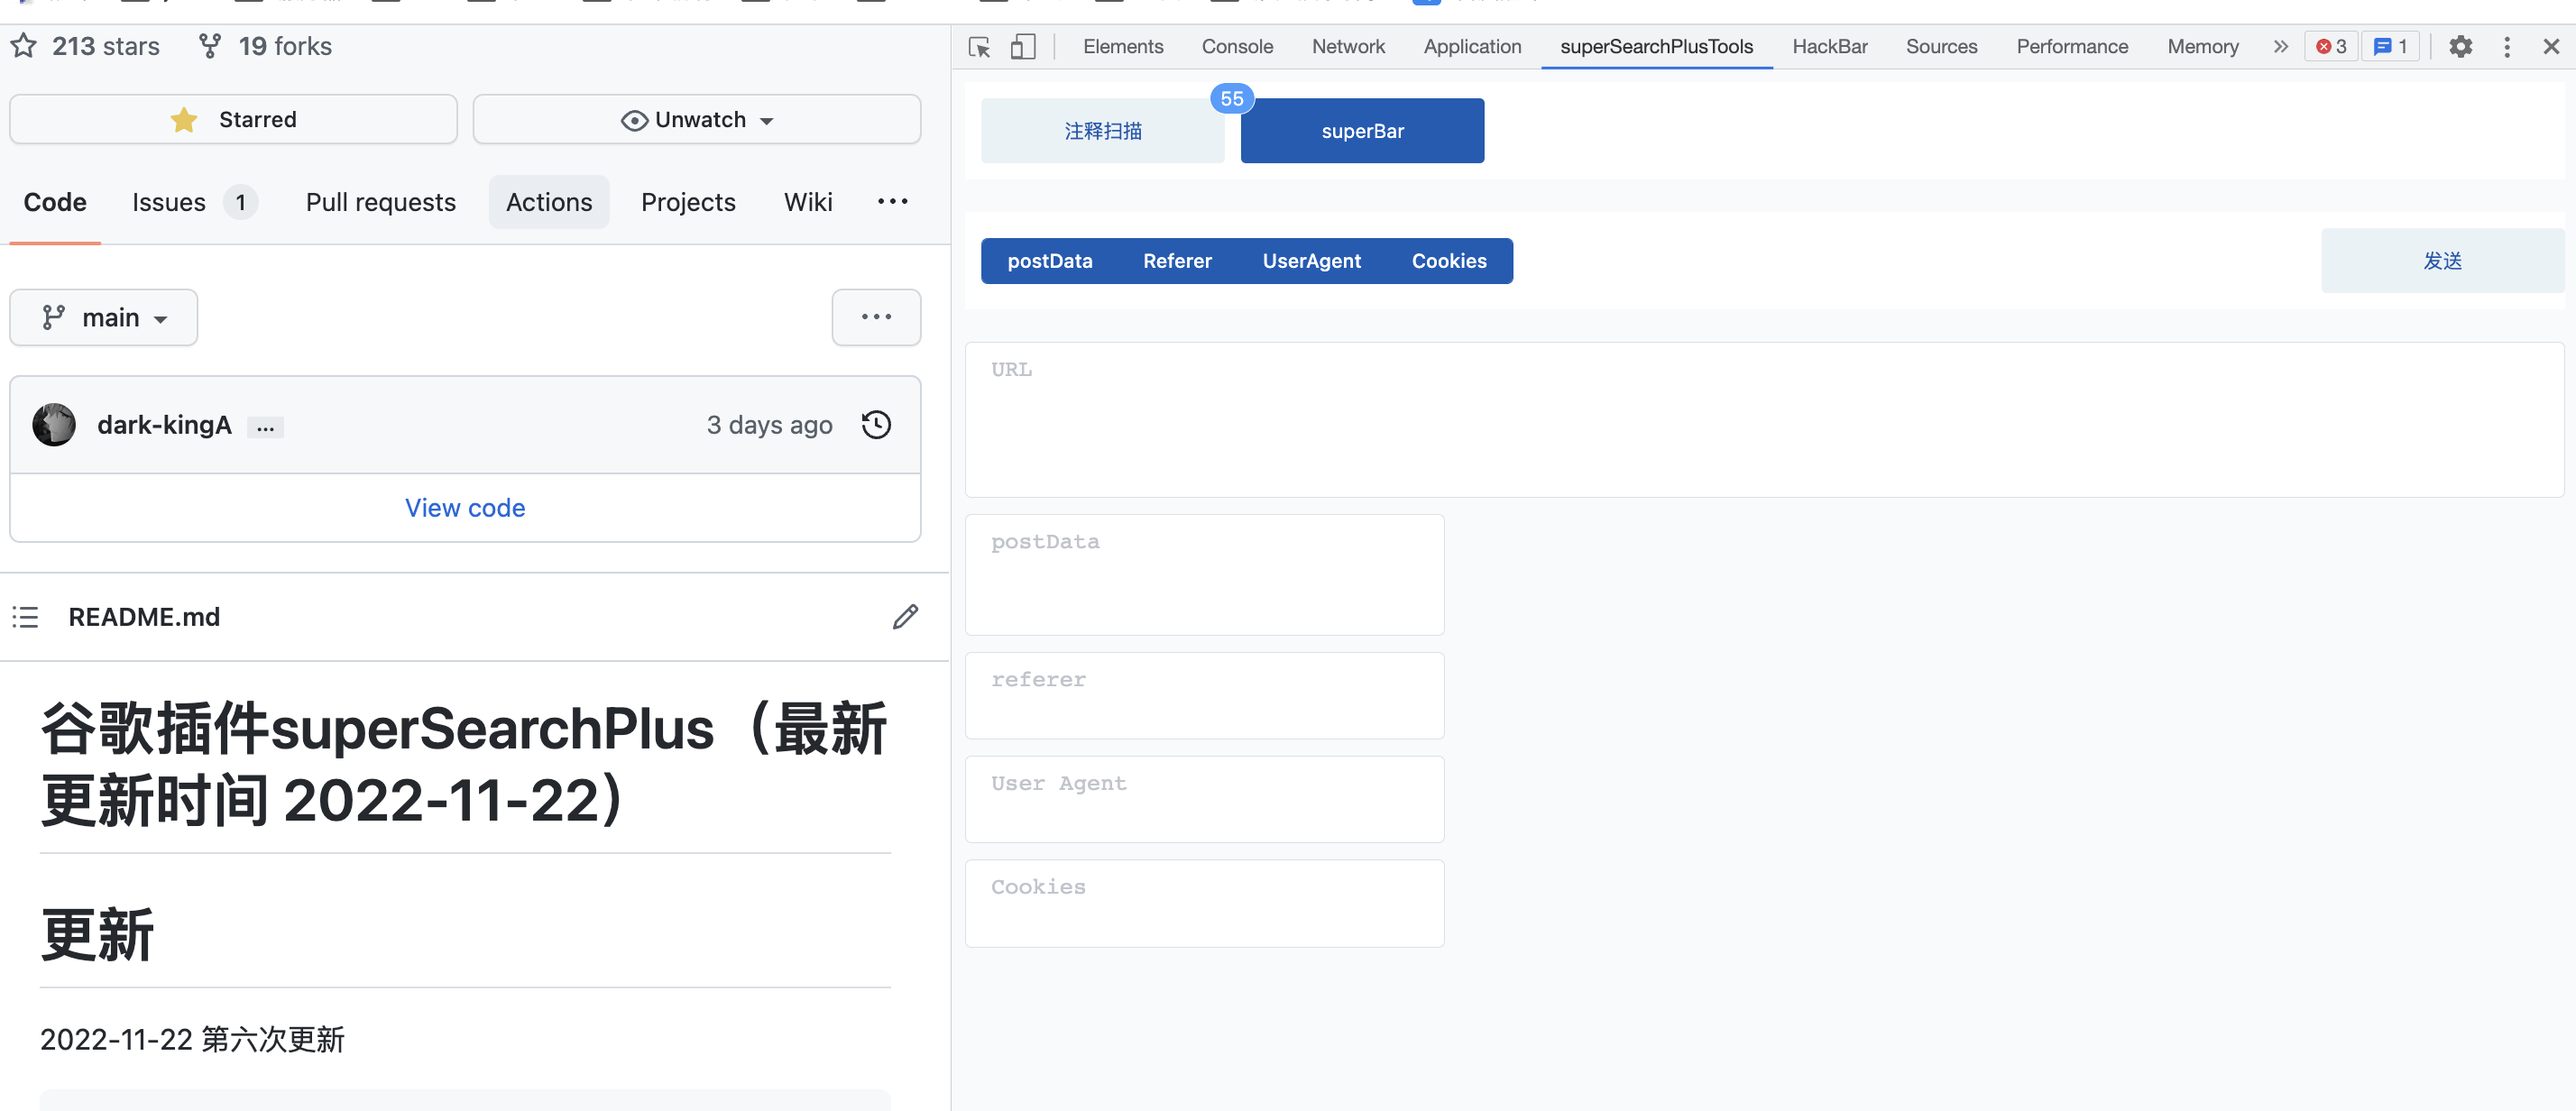 213 stars 19 forks
Starred Unwatch
Code Issues 1 Pull requests Actions Projects Wiki
main
dark-kingA ... 3 days ago
View code
README.md
谷歌插件superSearchPlus（最新
更新时间 2022-11-22）
更新
2022-11-22 第六次更新
Elements Console Network Application superSearchPlusTools HackBar Sources Performance Memory 3 1
注释扫描 55 superBar
postData Referer UserAgent Cookies 发送
URL
postData
referer
User Agent
Cookies